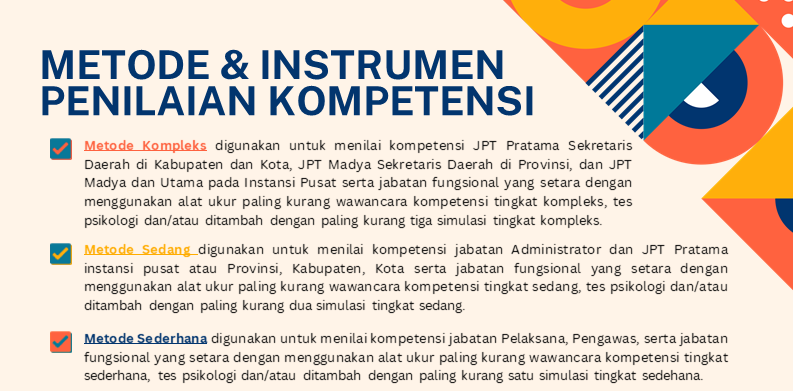 METODE & INSTRUMEN
PENILAIAN KOMPETENSI
Metode Kompleks digunakan untuk menilai kompetensi JPT Pratama Sekretaris
Daerah di Kabupaten dan Kota, JPT Madya Sekretaris Daerah di Provinsi, dan JPT
Madya dan Utama pada Instansi Pusat serta jabatan fungsional yang setara dengan
menggunakan alat ukur paling kurang wawancara kompetensi tingkat kompleks, tes
psikologi dan/atau ditambah dengan paling kurang tiga simulasi tingkat kompleks.
Metode Sedang digunakan untuk menilai kompetensi jabatan Administrator dan JPT Pratama
instansi pusat atau Provinsi, Kabupaten, Kota serta jabatan fungsional yang setara dengan
menggunakan alat ukur paling kurang wawancara kompetensi tingkat sedang, tes psikologi dan/atau
ditambah dengan paling kurang dua simulasi tingkat sedang.
Metode Sederhana digunakan untuk menilai kompetensi jabatan Pelaksana, Pengawas, serta jabatan
fungsional yang setara dengan menggunakan alat ukur paling kurang wawancara kompetensi tingkat
sederhana, tes psikologi dan/atau ditambah dengan paling kurang satu simulasi tingkat sedehana.